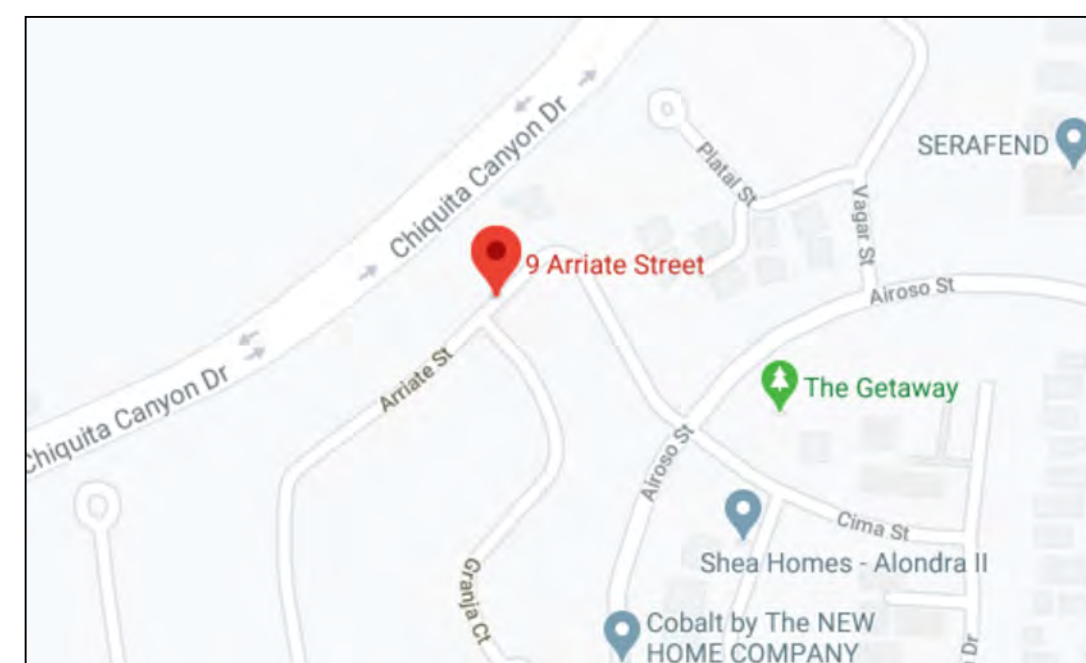 Chiquita Canyon Dr
Platal St
SERAFEND
Vagar St
9 Arriate Street
Airoso St
Chiquita Canyon Dr
Arriate St
The Getaway
Airoso St
Cima St
Shea Homes - Alondra II
Granja Ct
Cobalt by The NEW
HOME COMPANY
Dr